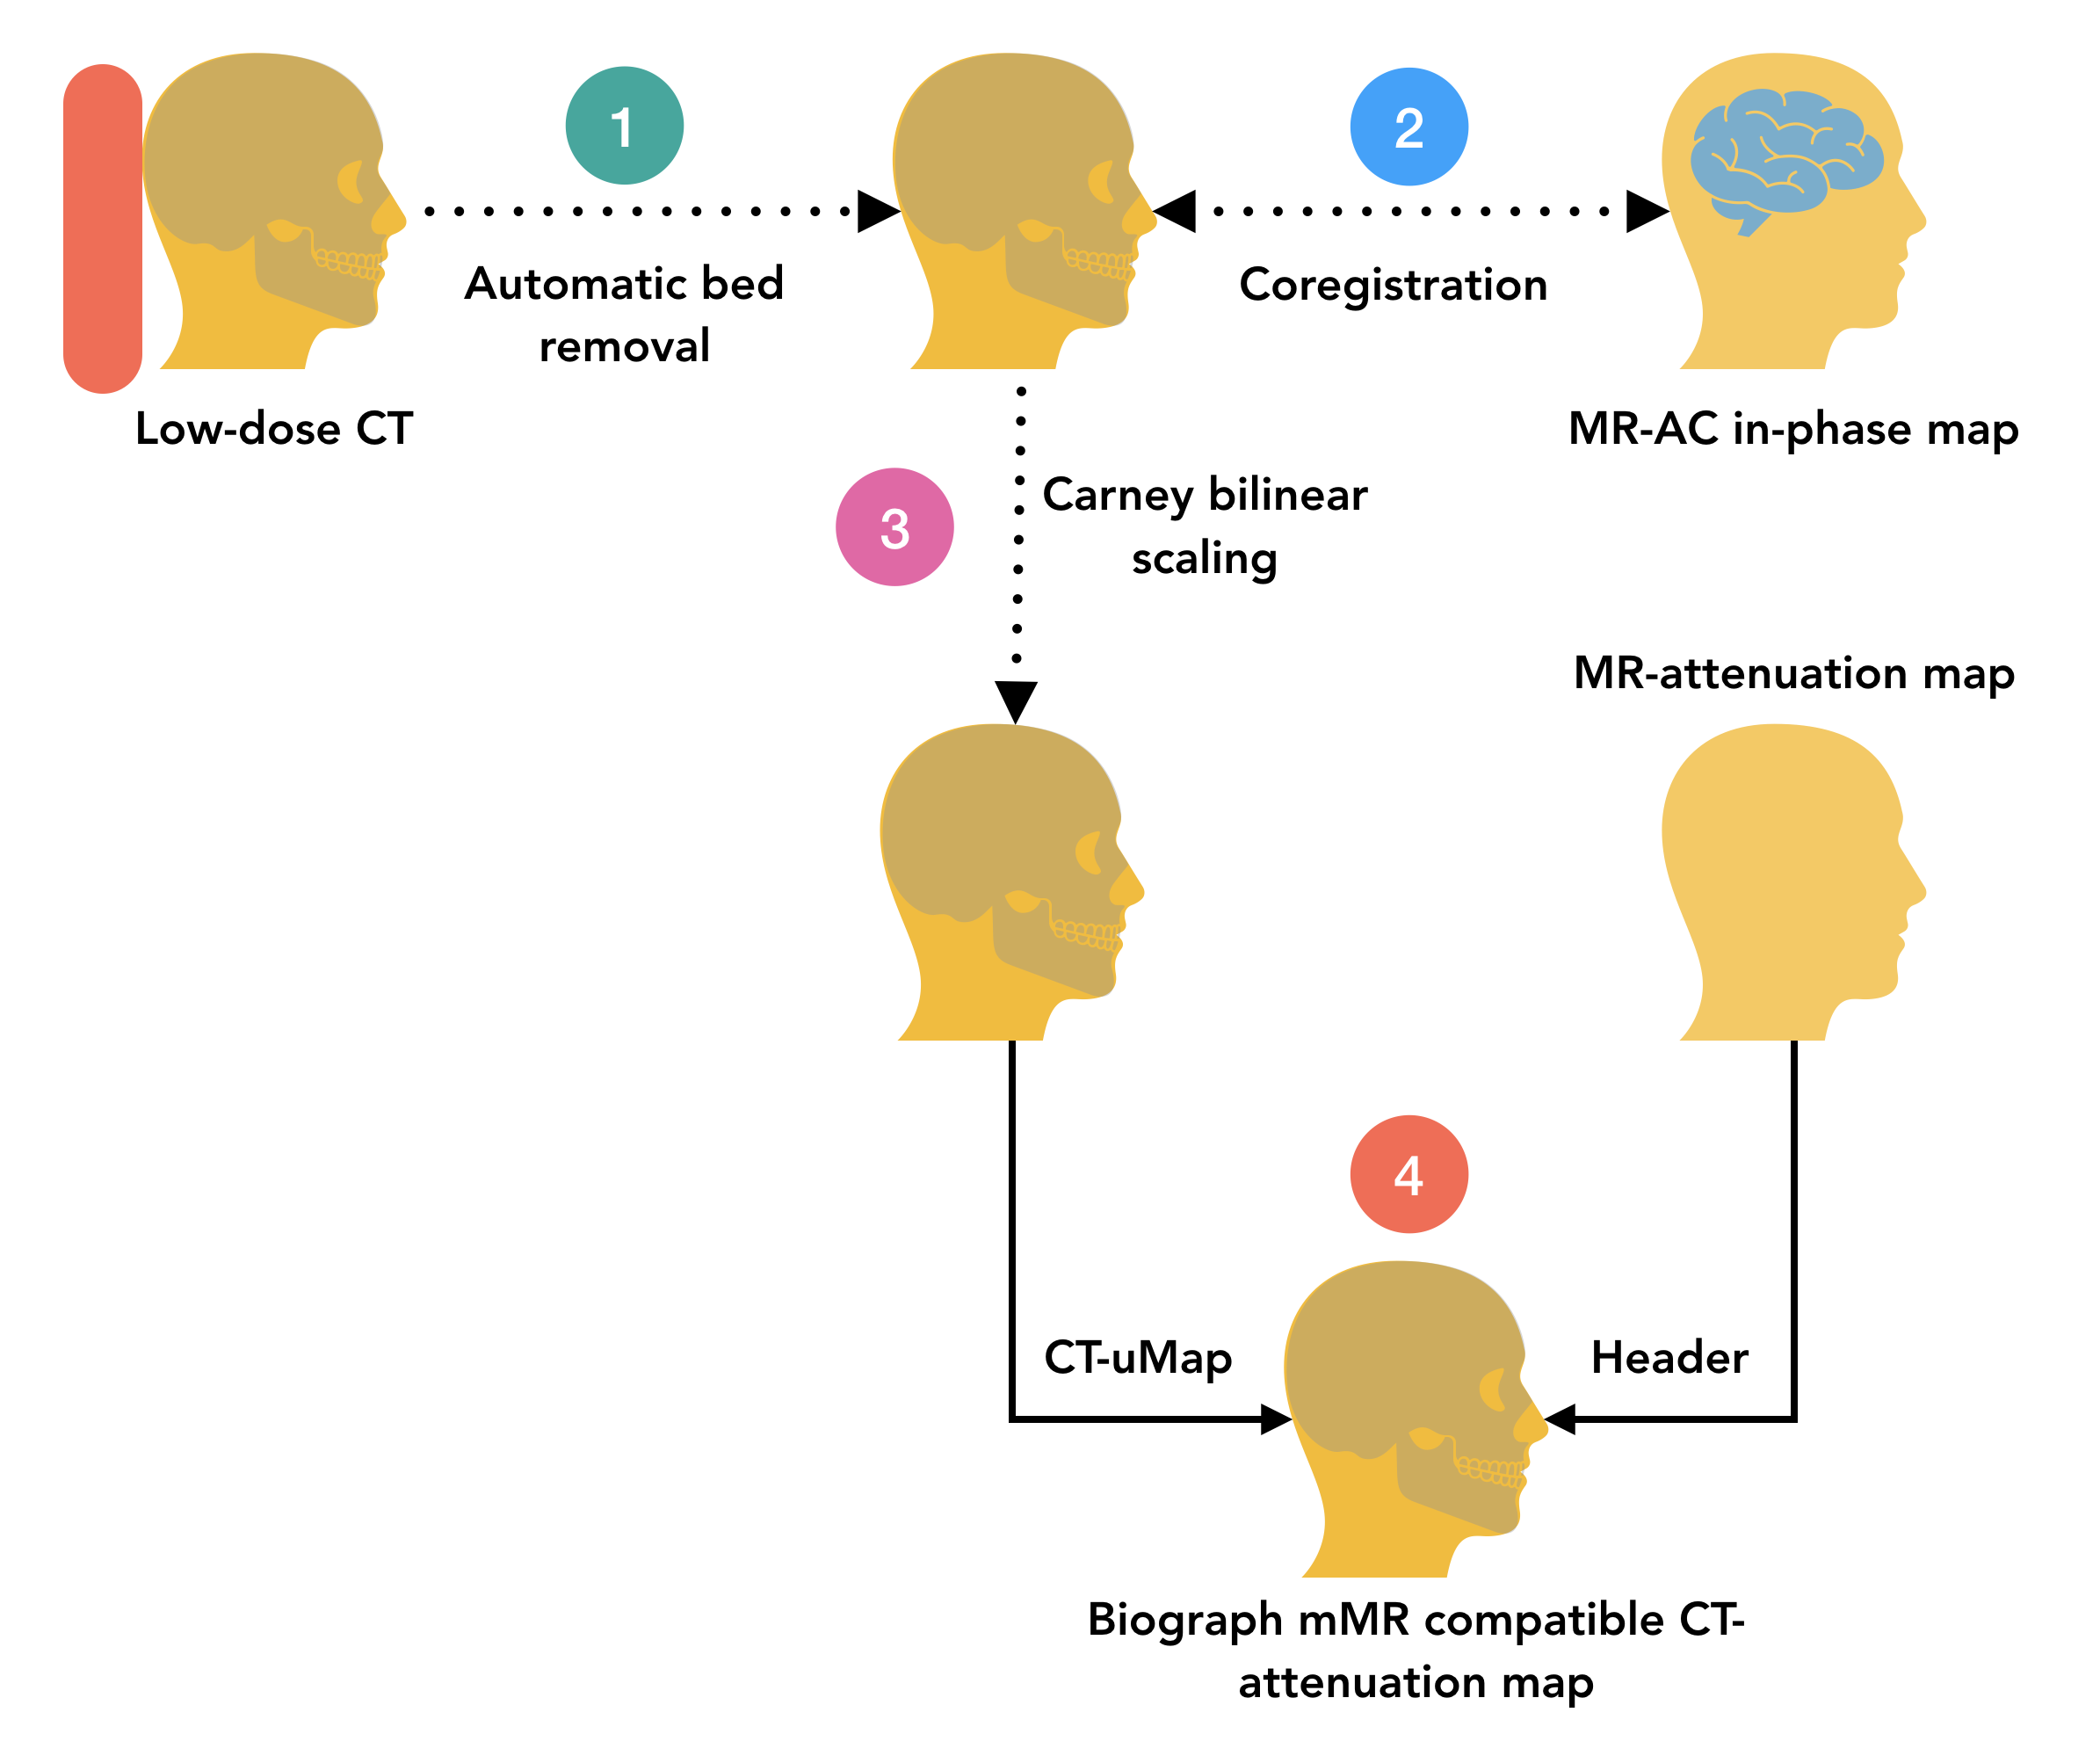 1
2
Automatic bed
removal
Coregistration
Low-dose CT
MR-AC in-phase map
3
Carney bilinear
scaling
MR-attenuation map
4
CT-uMap
Header
Biograph mMR compatible CT-
attenuation map